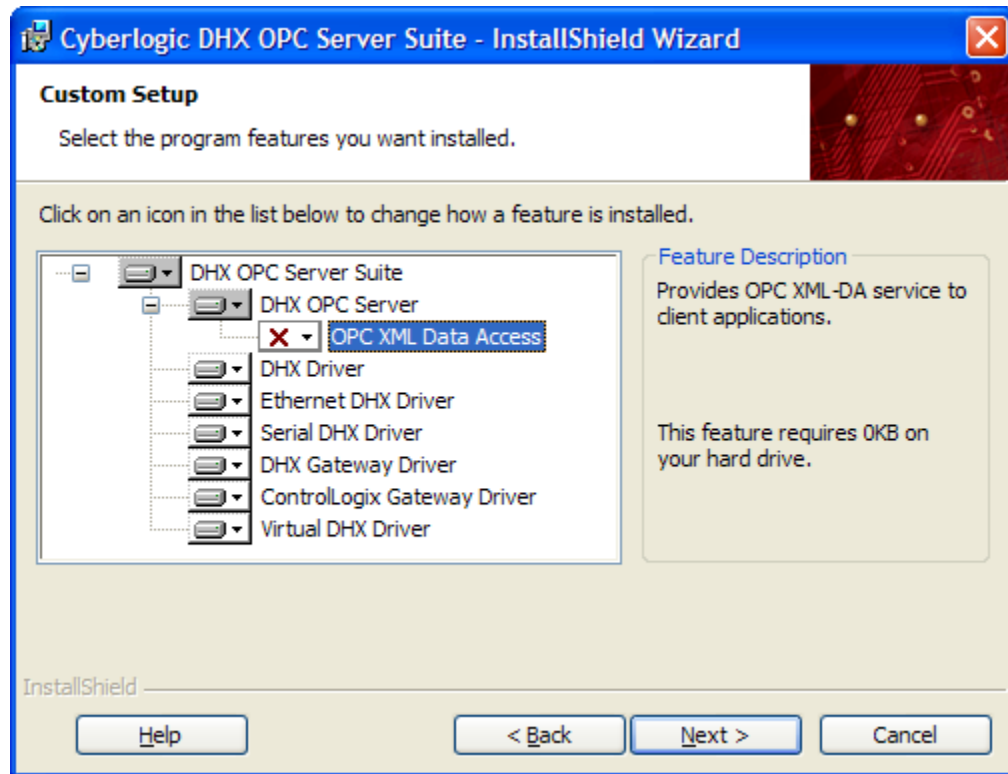 Cyberlogic DHX OPC Server Suite - InstallShield Wizard
Custom Setup
Select the program features you want installed.
Click on an icon in the list below to change how a feature is installed.
DHX OPC Server Suite
DHX OPC Server
OPC XML Data Access
DHX Driver
Ethernet DHX Driver
Serial DHX Driver
DHX Gateway Driver
ControlLogix Gateway Driver
Virtual DHX Driver
Feature Description
Provides OPC XML-DA service to
client applications.
This feature requires 0KB on
your hard drive.
InstallShield
Help
< Back
Next >
Cancel